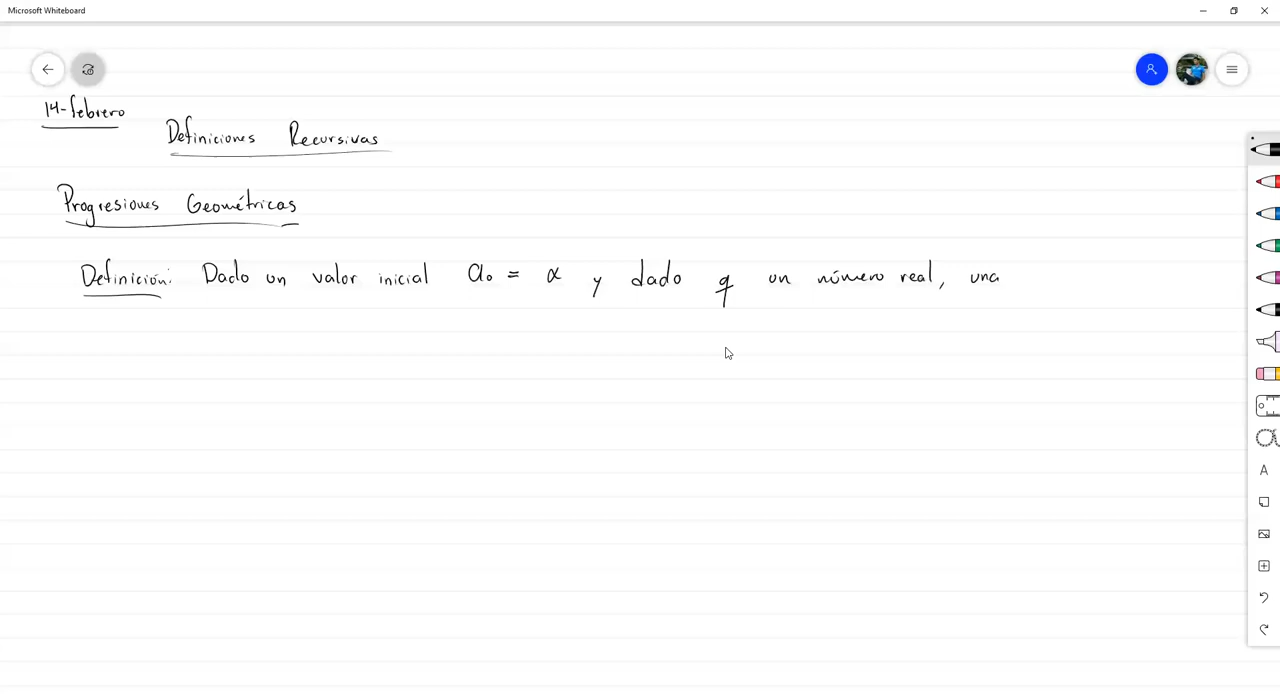 Microsoft Whiteboard
14-febrero
Definiciones Recursivas
Progresiones Geométricas
Definición: Dado un valor inicial a₀ = α y dado q un número real, una
A